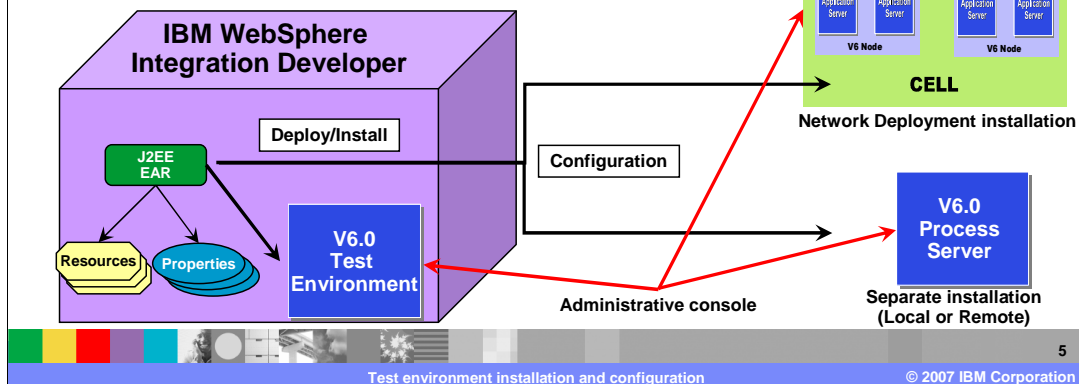 Application
Server
Application
Server
Application
Server
Application
Server
V6 Node
V6 Node
CELL
Network Deployment installation
IBM WebSphere
Integration Developer
Deploy/Install
Configuration
J2EE
EAR
Resources
Properties
V6.0
Test
Environment
V6.0
Process
Server
Administrative console
Separate installation
(Local or Remote)
5
Test environment installation and configuration
© 2007 IBM Corporation